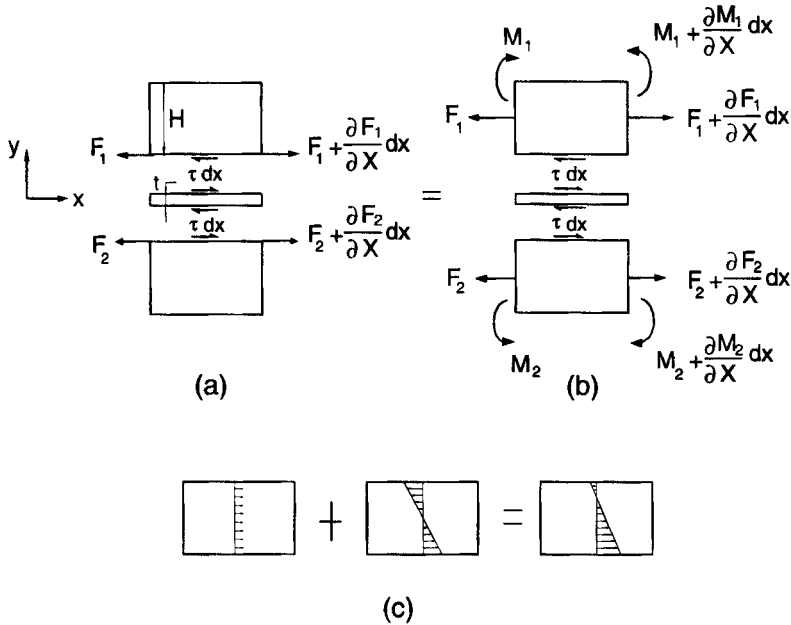 M₁
M₁ + ∂M₁/∂X dx
H
F₁
F₁ + ∂F₁/∂X dx
F₁
F₁ + ∂F₁/∂X dx
y
x
t
τ dx
τ dx
=
τ dx
τ dx
F₂
F₂ + ∂F₂/∂X dx
F₂
F₂ + ∂F₂/∂X dx
M₂
M₂ + ∂M₂/∂X dx
(a)
(b)
+
=
(c)